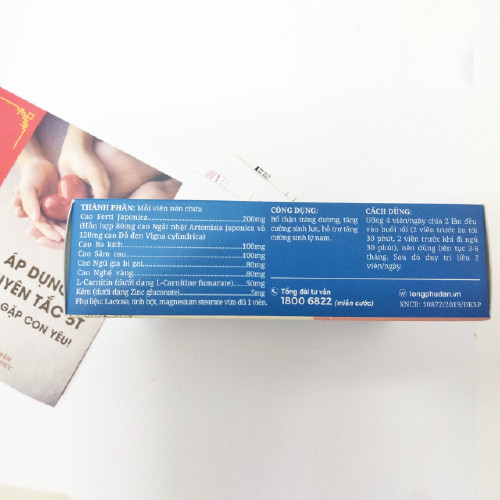 THÀNH PHẦN: Mỗi viên nén chứa
Cao Ferti Japonica.....................200mg
(Hỗn hợp 80mg cao Ngải nhật Artemisia japonica và
120mg cao Đỗ đen Vigna cylindrica)
Cao Ba kích.....................100mg
Cao Sâm cau.....................100mg
Cao Ngũ gia bì gai.....................80mg
Cao Nghệ vàng.....................80mg
L-Carnitin (dưới dạng L-Carnitine fumarate).....50mg
Kẽm (dưới dạng Zinc gluconate).....................5mg
Phụ liệu: Lactose, tinh bột, magnesium stearate vừa đủ 1 viên.
CÔNG DỤNG:
Bổ thận tráng dương, tăng
cường sinh lực, hỗ trợ tăng
cường sinh lý nam.
Tổng đài tư vấn
1800 6822 (miễn cước)
CÁCH DÙNG:
Uống 4 viên/ngày chia 2 lần đều
vào buổi tối (2 viên trước ăn tối
30 phút, 2 viên trước khi đi ngủ
30 phút), nên dùng liên tục 3-6
tháng. Sau đó duy trì liều 2
viên/ngày.
longphudan.vn
XNCB: 10872/2019/ĐKSP
ÁP DỤNG
UYÊN TẮC 5T
GẶP CON YÊU!